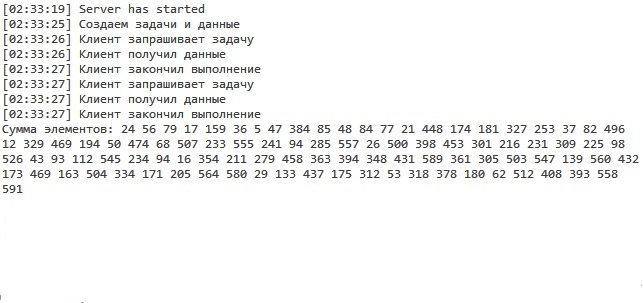 [02:33:19] Server has started
[02:33:25] Создаем задачи и данные
[02:33:26] Клиент запрашивает задачу
[02:33:26] Клиент получил данные
[02:33:27] Клиент закончил выполнение
[02:33:27] Клиент запрашивает задачу
[02:33:27] Клиент получил данные
[02:33:27] Клиент закончил выполнение
Сумма элементов: 24 56 79 17 159 36 5 47 384 85 48 84 77 21 448 174 181 327 253 37 82 496
12 329 469 194 50 474 68 507 233 555 241 94 285 557 26 500 398 453 301 216 231 309 225 98
526 43 93 112 545 234 94 16 354 211 279 458 363 394 348 431 589 361 305 503 547 139 560 432
173 469 163 504 334 171 205 564 580 29 133 437 175 312 53 318 378 180 62 512 408 393 558
591